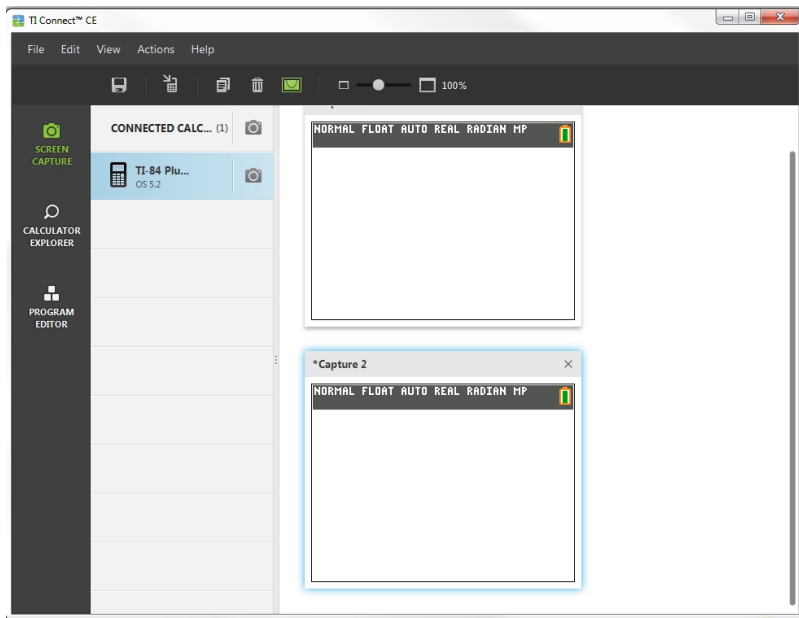 TI Connect™ CE
File Edit View Actions Help
100%
SCREEN
CAPTURE
CALCULATOR
EXPLORER
PROGRAM
EDITOR
CONNECTED CALC... (1)
TI-84 Plu...
OS 5.2
NORMAL FLOAT AUTO REAL RADIAN MP
*Capture 2
NORMAL FLOAT AUTO REAL RADIAN MP